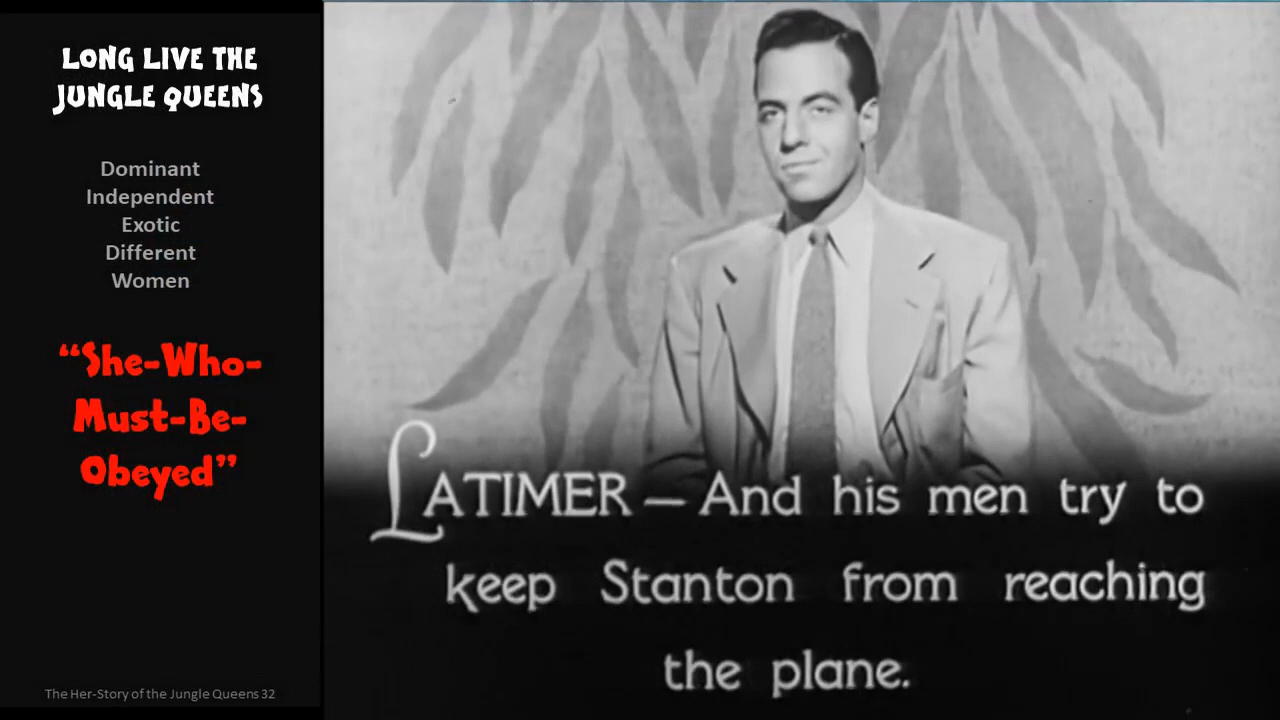 LONG LIVE THE
JUNGLE QUEENS
Dominant
Independent
Exotic
Different
Women
“She-Who-
Must-Be-
Obeyed”
The Her-Story of the Jungle Queens 32
LATIMER — And his men try to
keep Stanton from reaching
the plane.